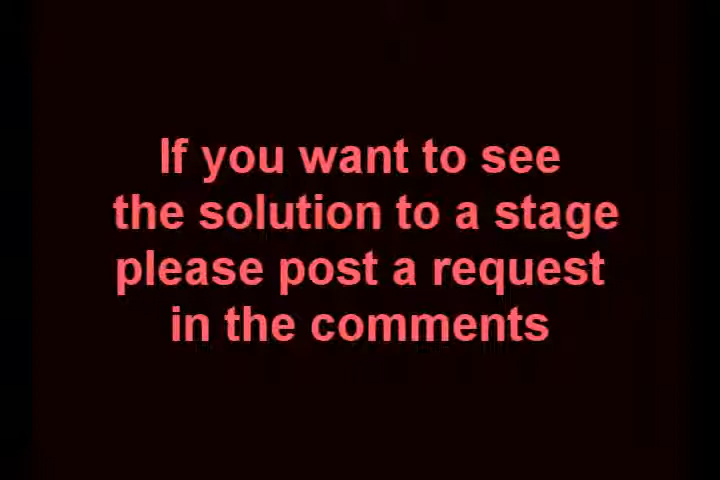 If you want to see
the solution to a stage
please post a request
in the comments